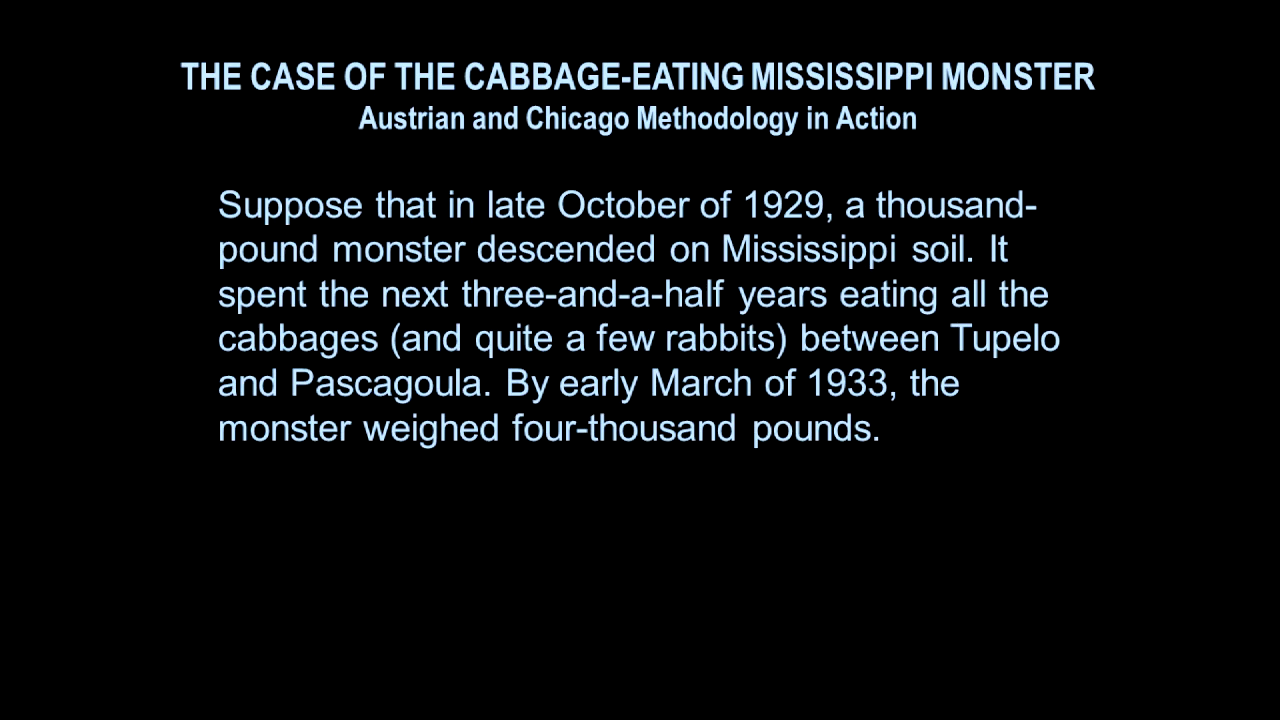 THE CASE OF THE CABBAGE-EATING MISSISSIPPI MONSTER
Austrian and Chicago Methodology in Action
Suppose that in late October of 1929, a thousand-
pound monster descended on Mississippi soil. It
spent the next three-and-a-half years eating all the
cabbages (and quite a few rabbits) between Tupelo
and Pascagoula. By early March of 1933, the
monster weighed four-thousand pounds.